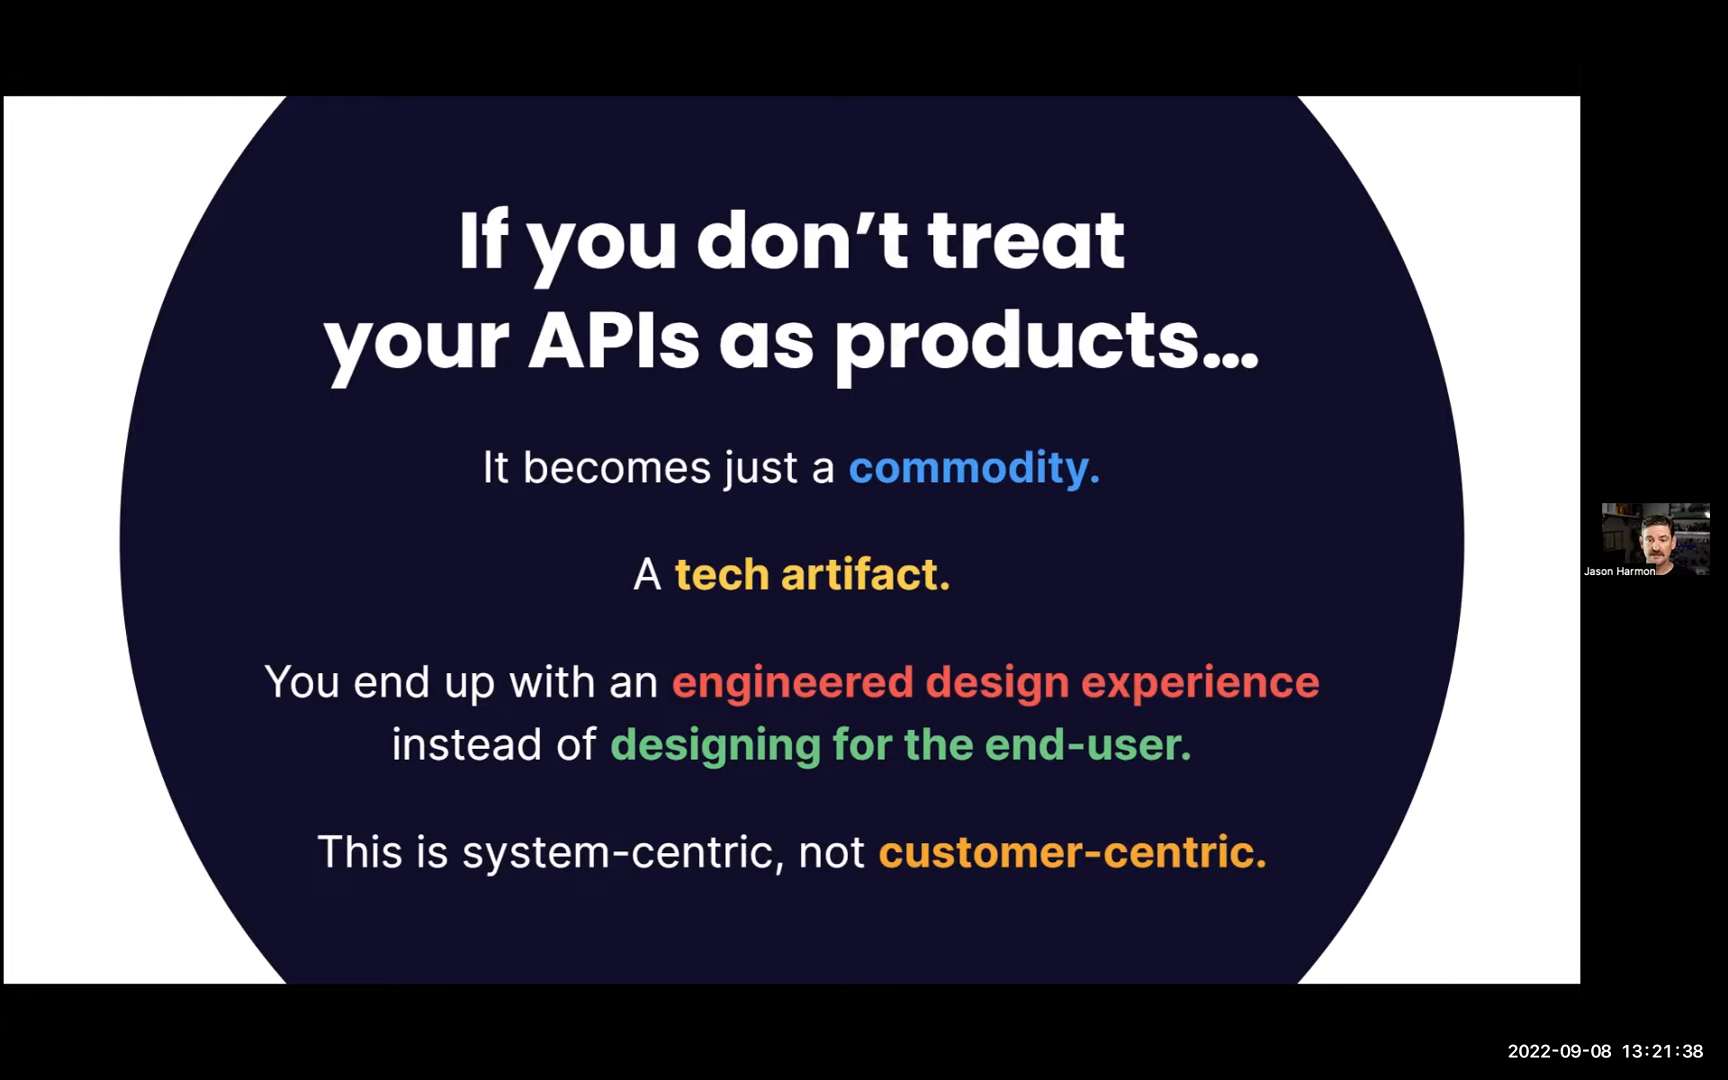 If you don’t treat
your APIs as products...
It becomes just a commodity.
A tech artifact.
You end up with an engineered design experience
instead of designing for the end-user.
This is system-centric, not customer-centric.
Jason Harmon
2022-09-08 13:21:38